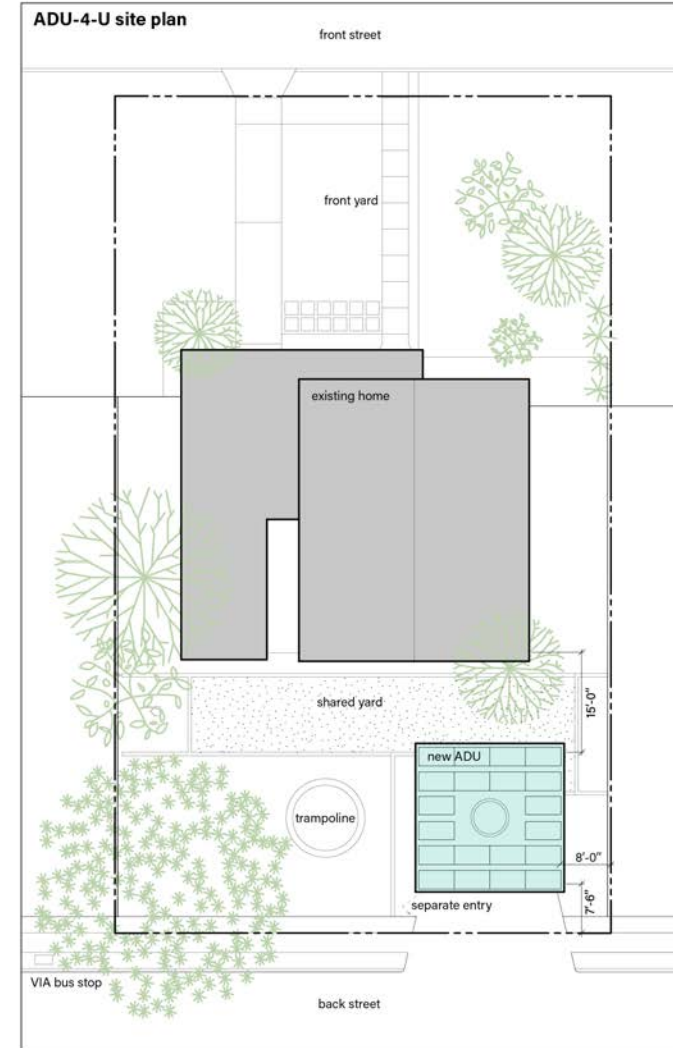 ADU-4-U site plan
front street
front yard
existing home
shared yard
15'-0"
new ADU
trampoline
8'-0"
7'-6"
separate entry
VIA bus stop
back street